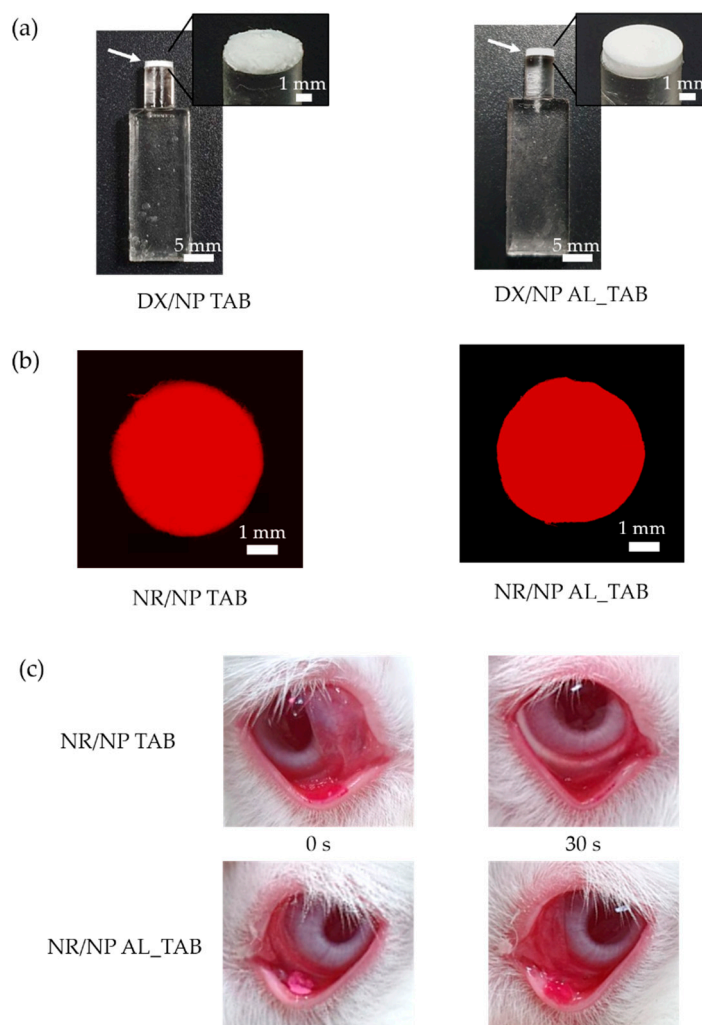 (a)
1 mm
1 mm
5 mm
5 mm
DX/NP TAB
DX/NP AL_TAB
(b)
1 mm
1 mm
NR/NP TAB
NR/NP AL_TAB
(c)
NR/NP TAB
0 s
30 s
NR/NP AL_TAB